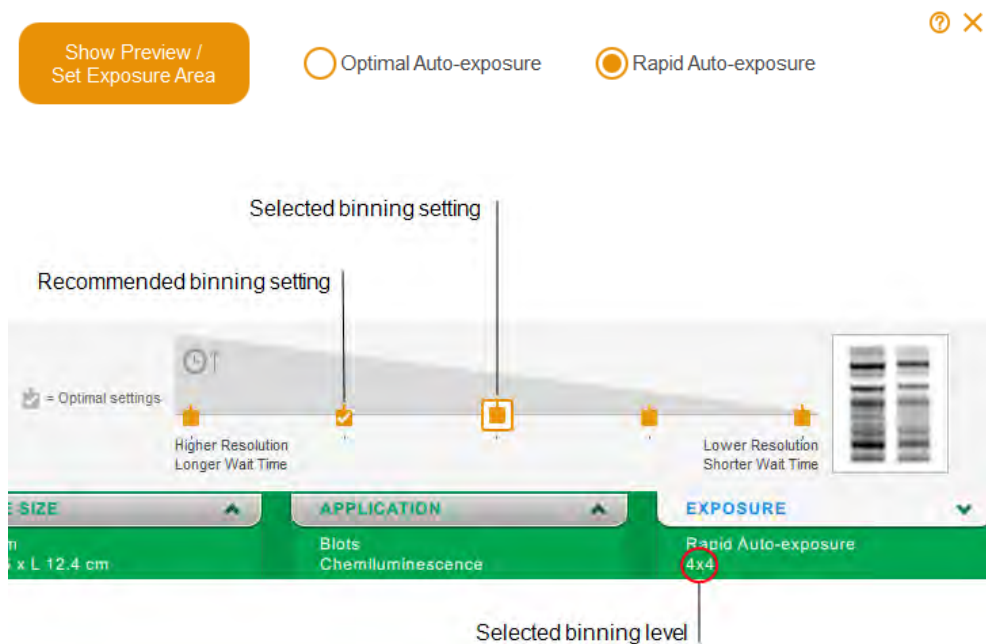 Show Preview /
Set Exposure Area
Optimal Auto-exposure
Rapid Auto-exposure
Selected binning setting
Recommended binning setting
= Optimal settings
Higher Resolution
Longer Wait Time
Lower Resolution
Shorter Wait Time
SIZE
APPLICATION
EXPOSURE
x L 12.4 cm
Blots
Chemiluminescence
Rapid Auto-exposure
4x4
Selected binning level